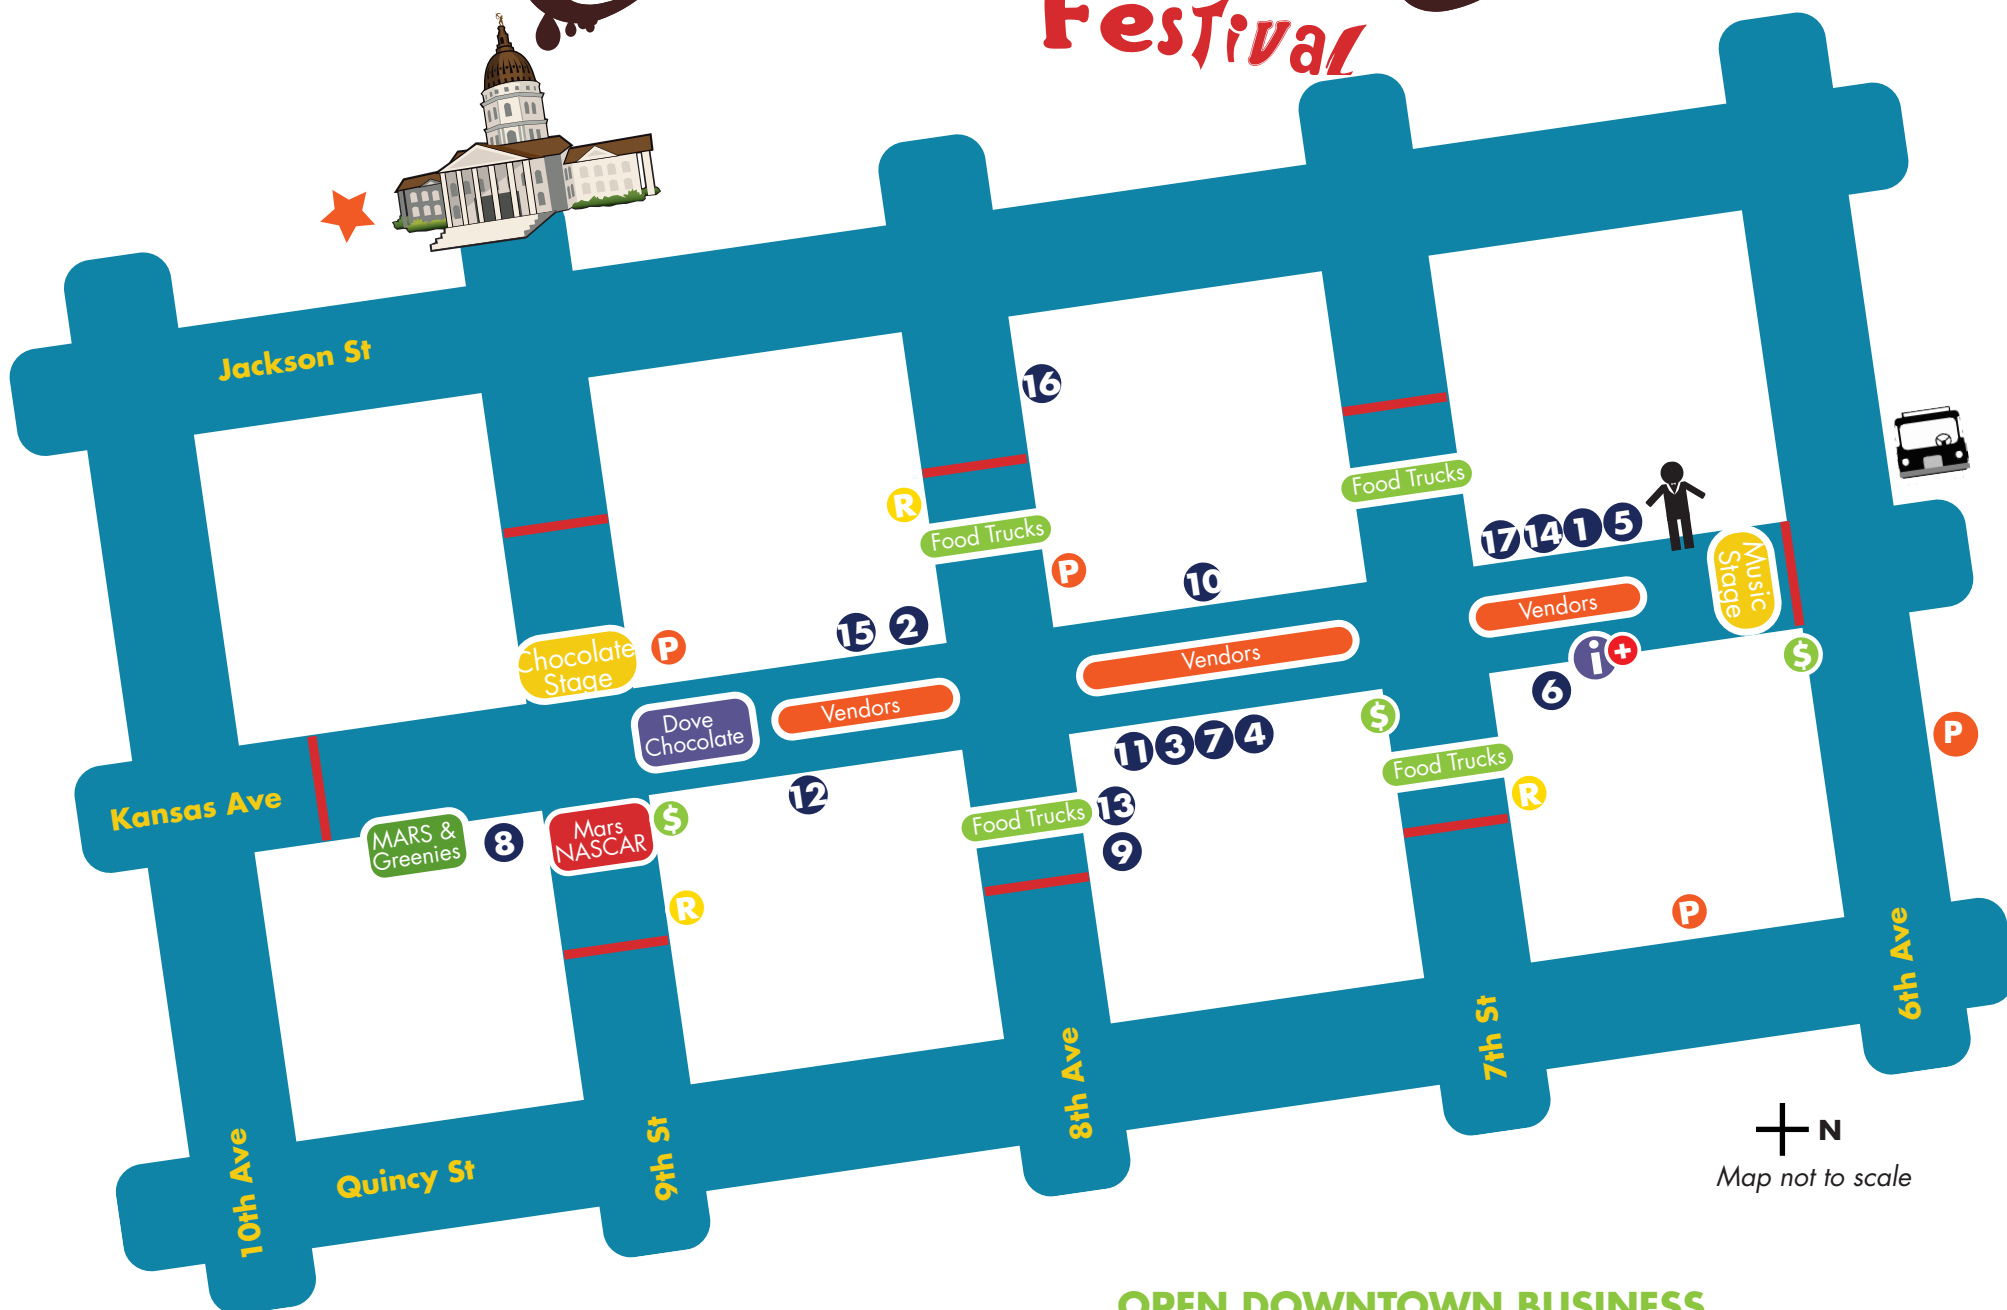 Festival
Jackson St
16
R
Food Trucks
Food Trucks
P
10
17
14
1
5
Music
Stage
Vendors
15
2
Chocolate
Stage
P
Vendors
i
+
$
6
Dove
Chocolate
Vendors
$
P
11
3
7
4
Food Trucks
R
Kansas Ave
12
MARS &
Greenies
8
Mars
NASCAR
$
Food Trucks
13
9
R
P
6th Ave
7th St
8th Ave
9th St
10th Ave
Quincy St
N
Map not to scale
OPEN DOWNTOWN BUSINESS